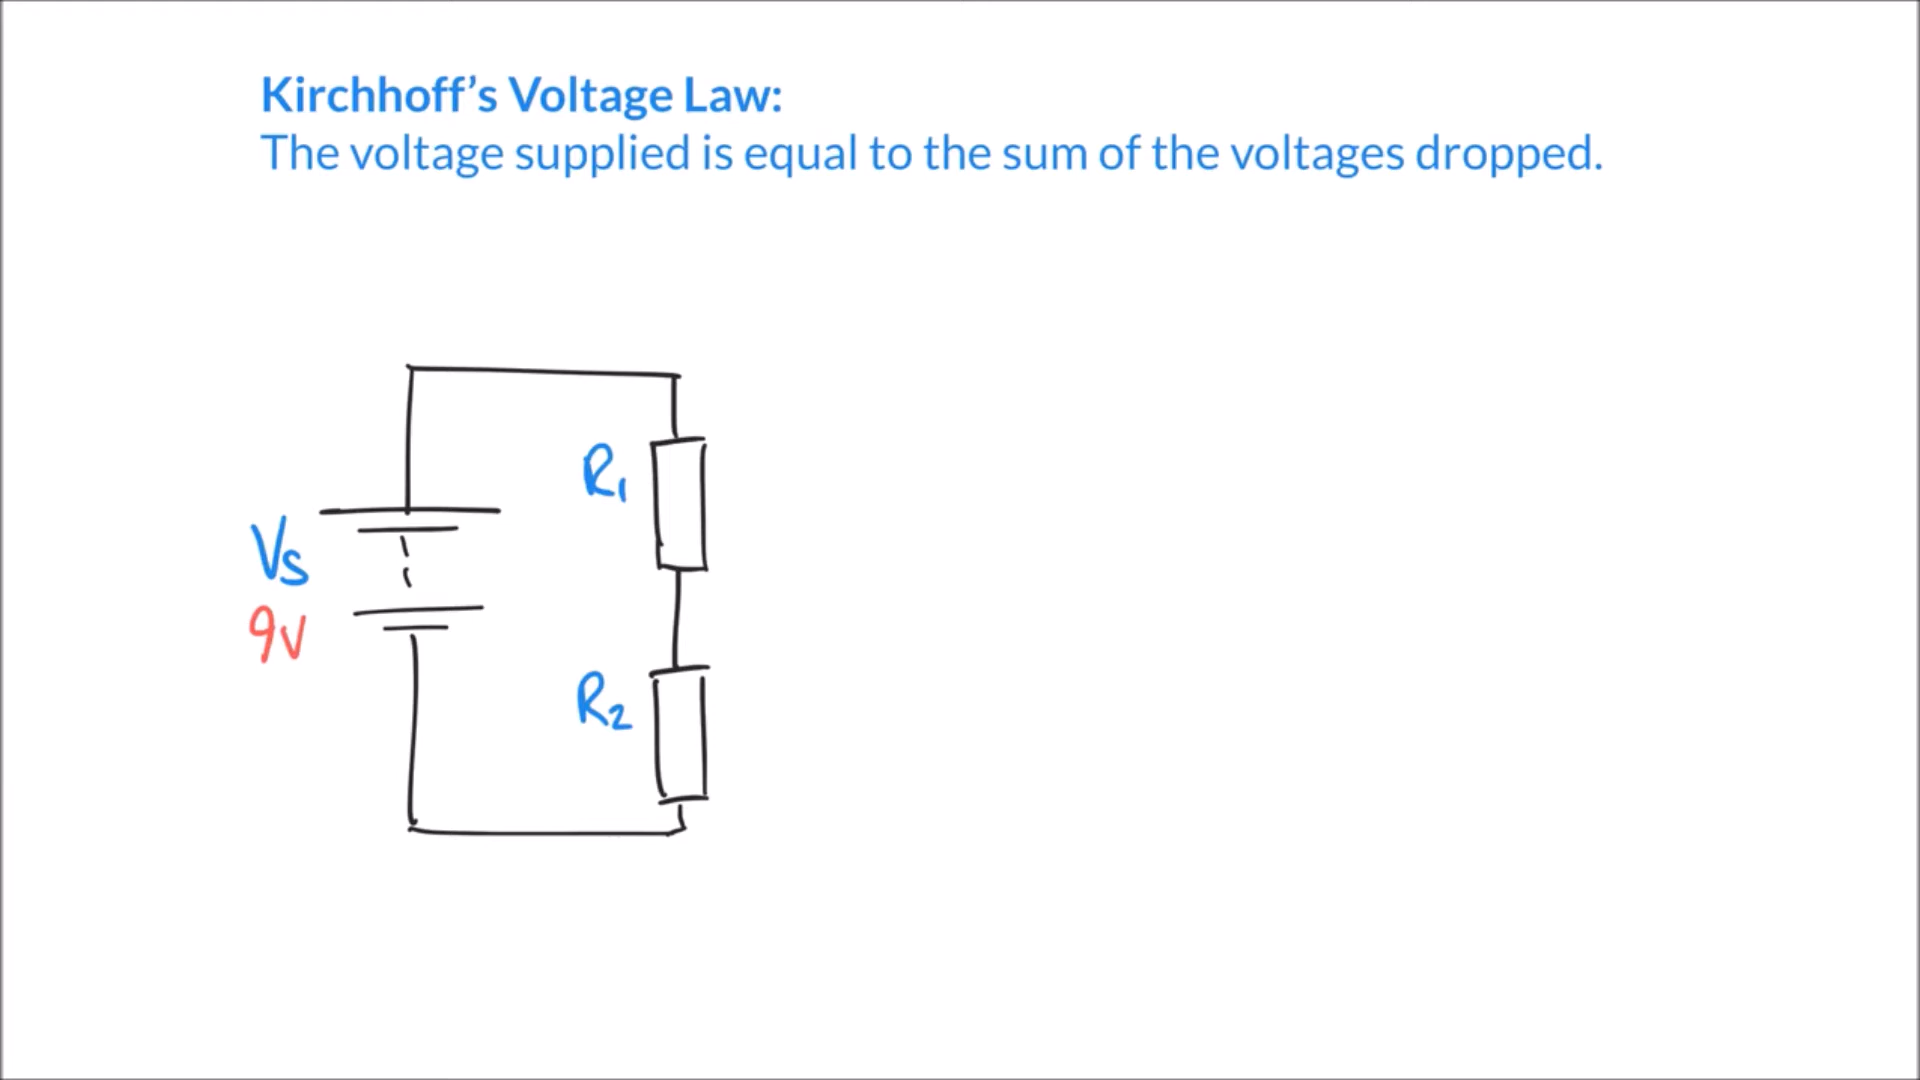 Kirchhoff’s Voltage Law:
The voltage supplied is equal to the sum of the voltages dropped.
R1
Vs
9V
R2